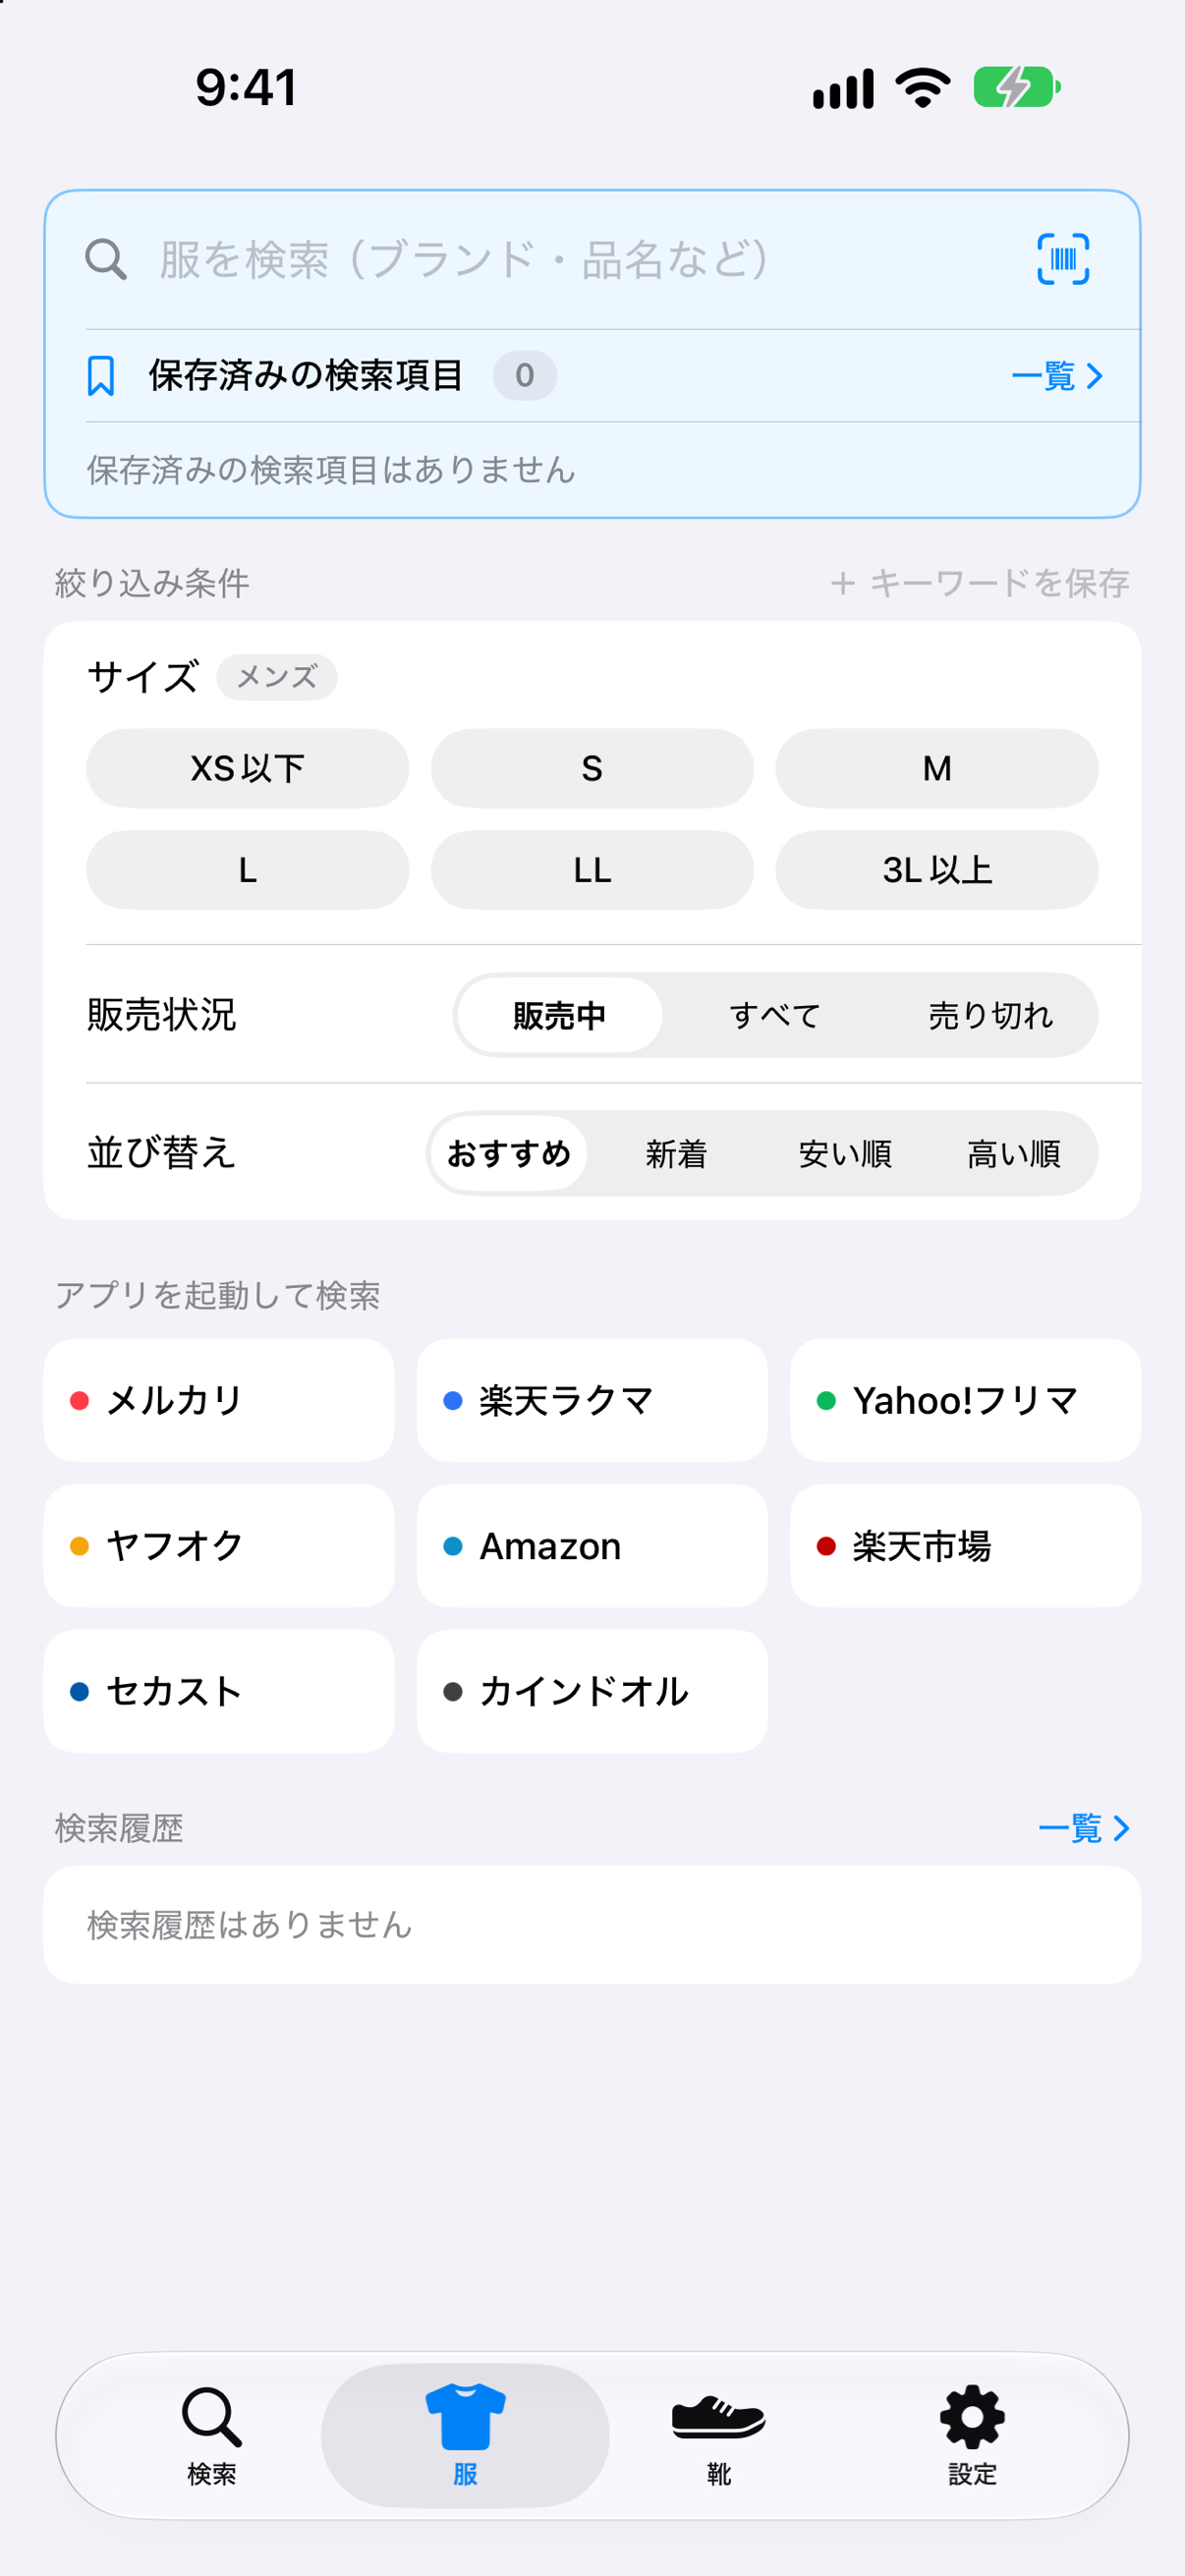 9:41
服を検索（ブランド・品名など）
保存済みの検索項目 0 一覧
保存済みの検索項目はありません
絞り込み条件 + キーワードを保存
サイズ メンズ
XS以下 S M
L LL 3L以上
販売状況 販売中 すべて 売り切れ
並び替え おすすめ 新着 安い順 高い順
アプリを起動して検索
メルカリ 楽天ラクマ Yahoo!フリマ
ヤフオク Amazon 楽天市場
セカスト カインドオル
検索履歴 一覧
検索履歴はありません
検索 服 靴 設定